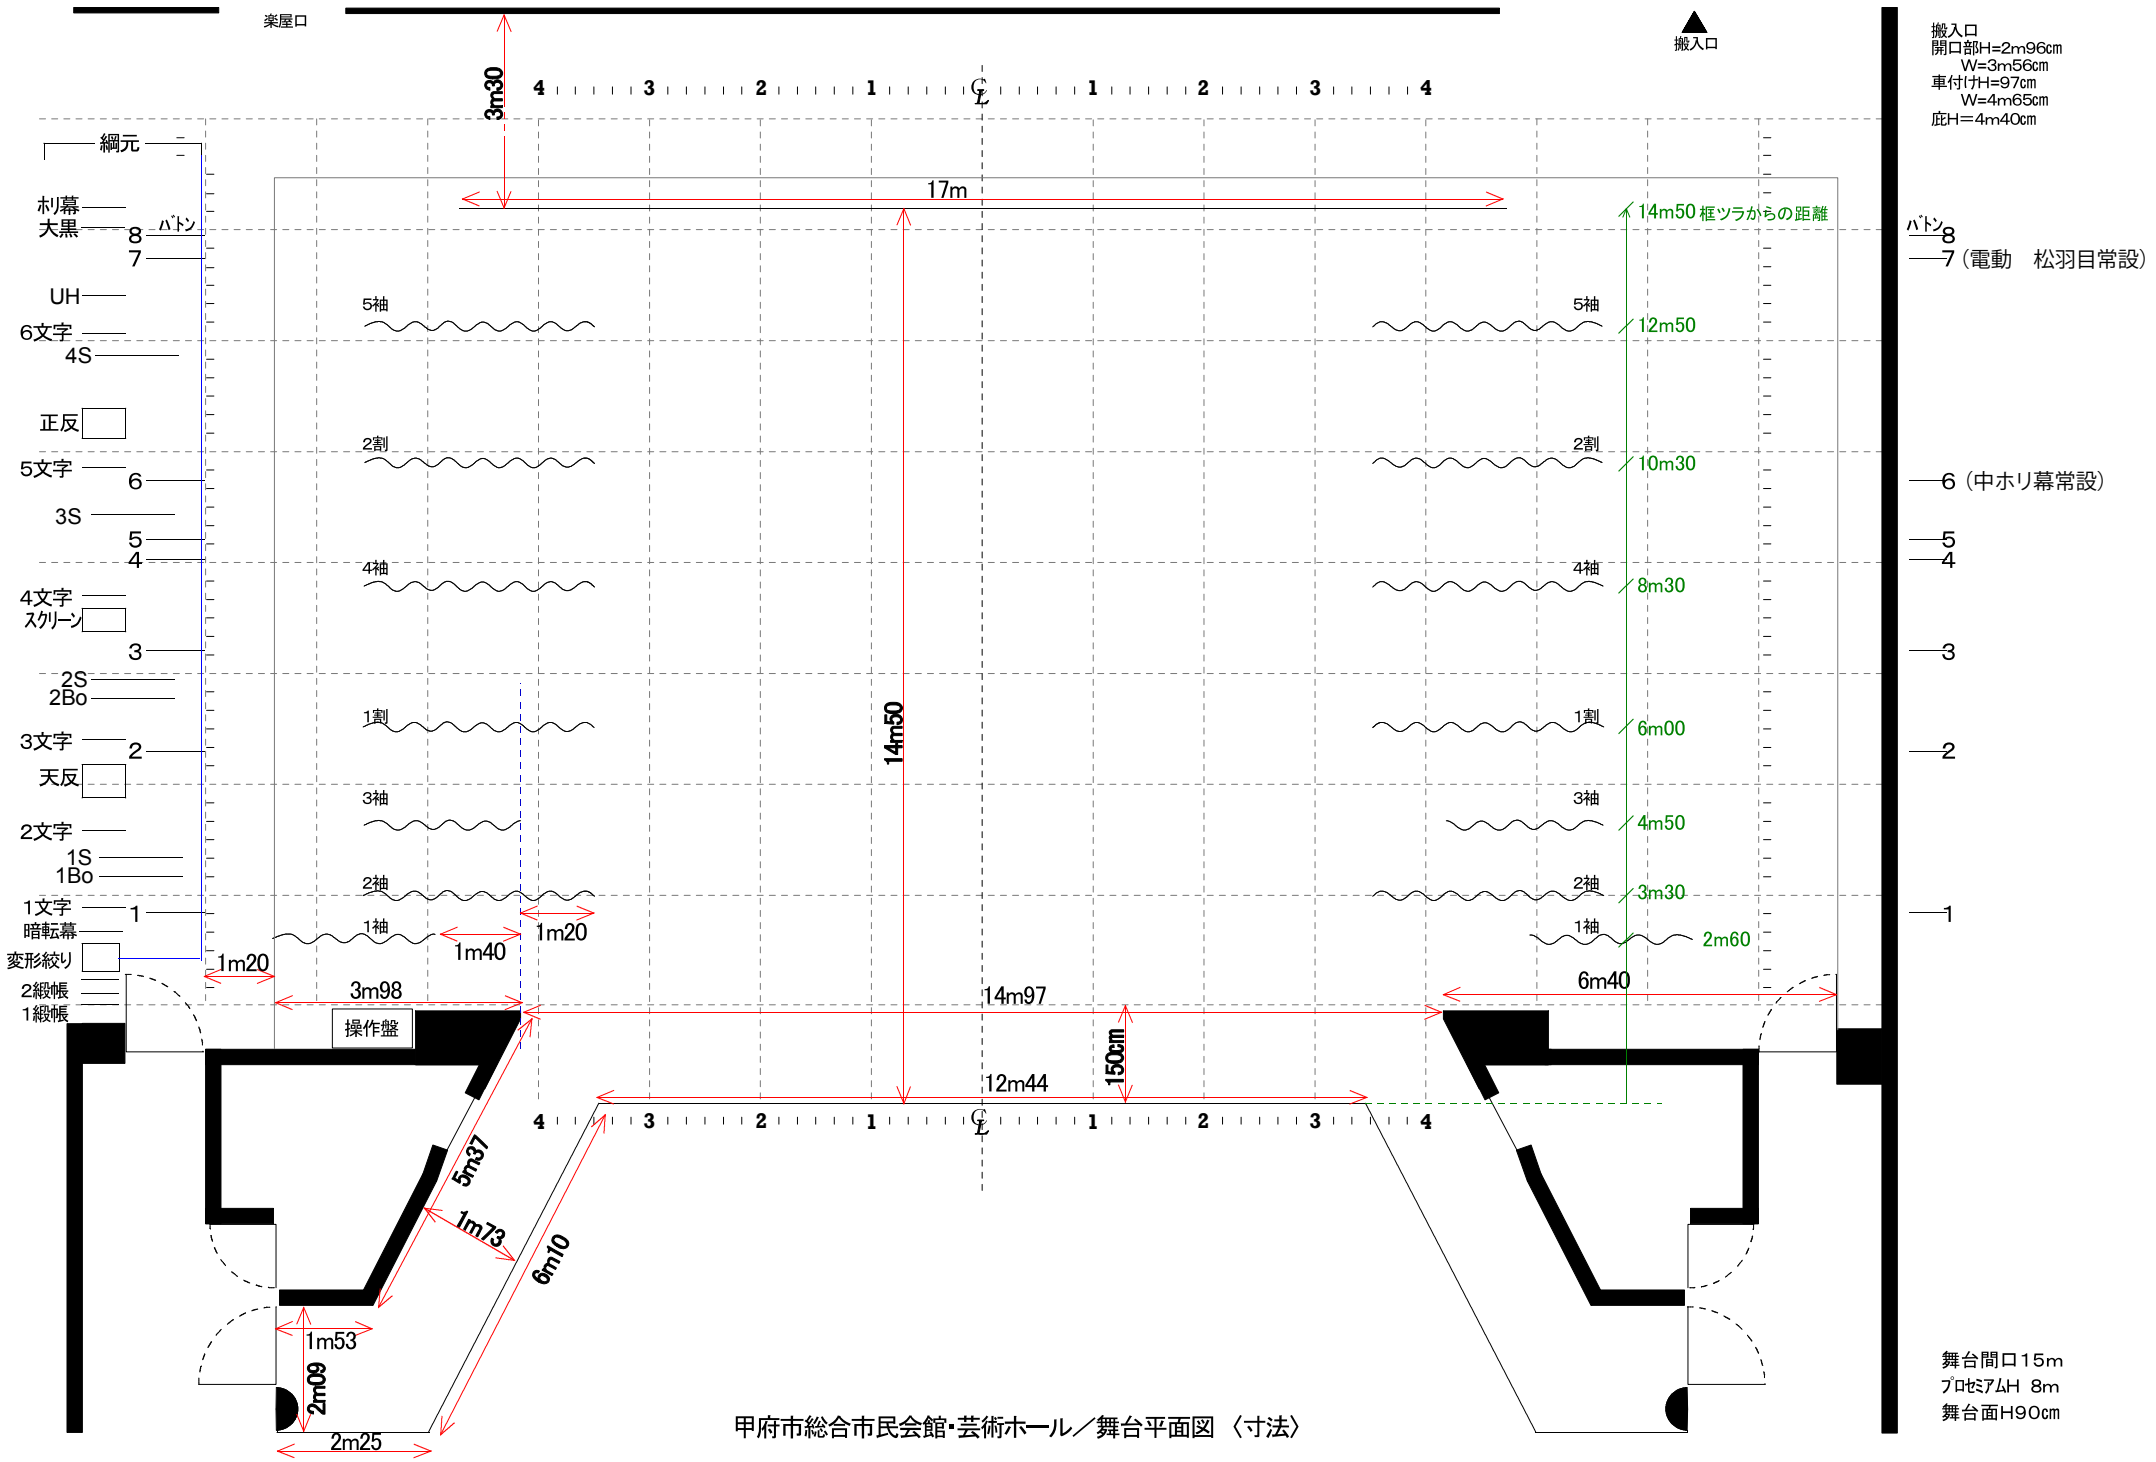 楽屋口
搬入口
搬入口
開口部H=2m96㎝
W=3m56㎝
車付けH=97㎝
W=4m65㎝
庇H＝4m40㎝
3m30
4 3 2 1 ℄ 1 2 3 4
綱元
17m
14m50 框ツラからの距離
ホリ幕
大黒
8 バトン
バトン 8
7
7（電動　松羽目常設）
UH
5袖
5袖
12m50
6文字
4S
正反
2割
2割
10m30
5文字
6
6（中ホリ幕常設）
3S
5
5
4
4
4袖
4袖
8m30
4文字
スクリーン
3
3
2S
2Bo
14m50
1割
1割
6m00
3文字
2
2
天反
3袖
3袖
4m50
2文字
1S
1Bo
2袖
2袖
3m30
1文字
1
1
暗転幕
1袖
1m40
1m20
1袖
2m60
変形絞り
1m20
2緞帳
3m98
14m97
6m40
1緞帳
操作盤
150cm
12m44
4 3 2 1 ℄ 1 2 3 4
5m37
1m73
6m10
1m53
2m09
2m25
甲府市総合市民会館・芸術ホール／舞台平面図 〈寸法〉
舞台間口15m
プロセミアムH 8m
舞台面H90㎝